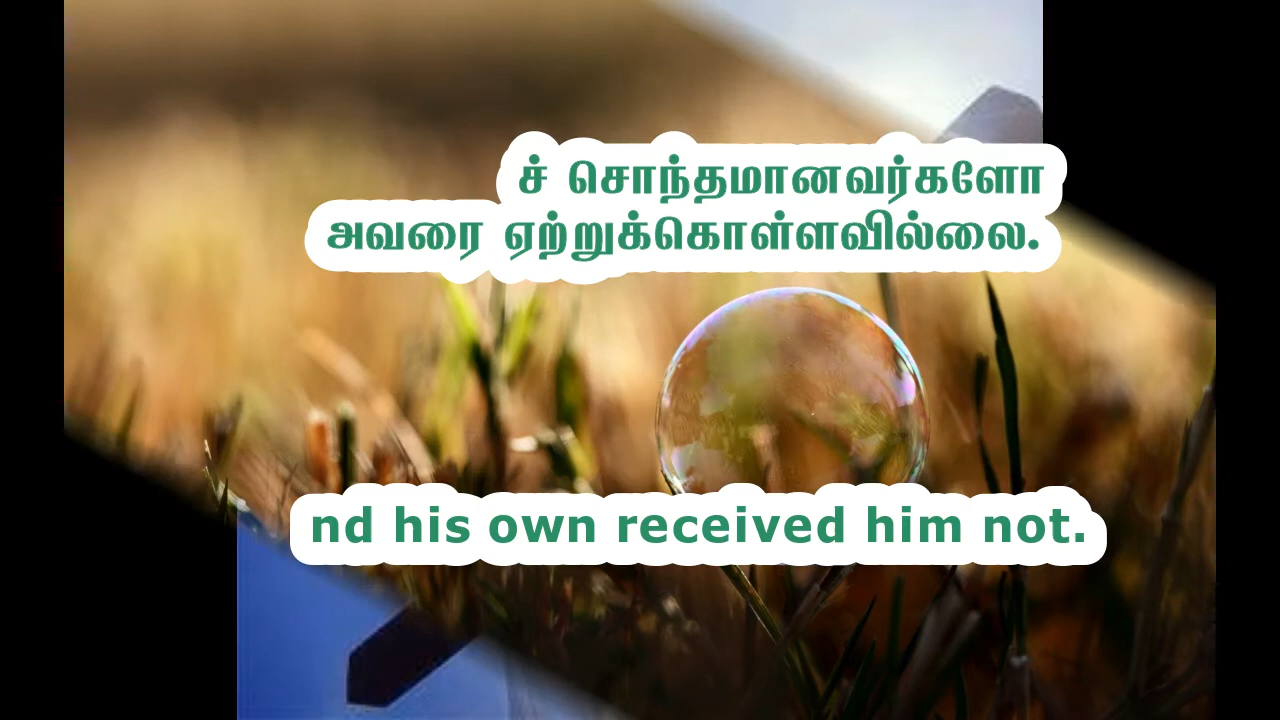 ச் சொந்தமானவர்களோ
அவரை ஏற்றுக்கொள்ளவில்லை.
nd his own received him not.